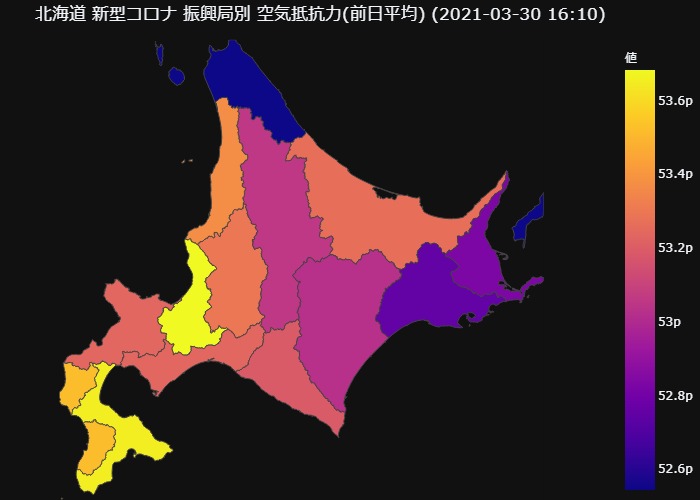 北海道 新型コロナ 振興局別 空気抵抗力(前日平均) (2021-03-30 16:10)
値
53.6p
53.4p
53.2p
53p
52.8p
52.6p